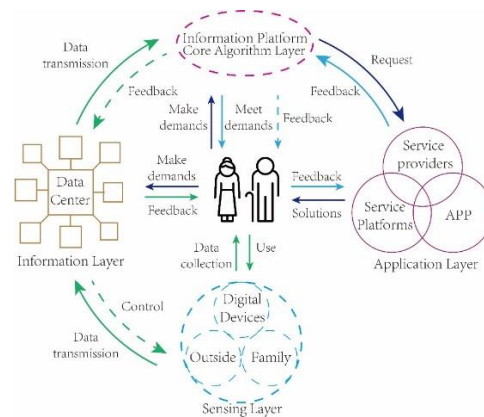 Information Platform
Core Algorithm Layer
Data
transmission
Feedback
Request
Feedback
Make
demands
Meet
demands
Feedback
Data
Center
Information Layer
Make
demands
Feedback
Feedback
Solutions
Service
providers
Service
Platforms
APP
Application Layer
Data
collection
Use
Control
Data
transmission
Digital
Devices
Outside
Family
Sensing Layer